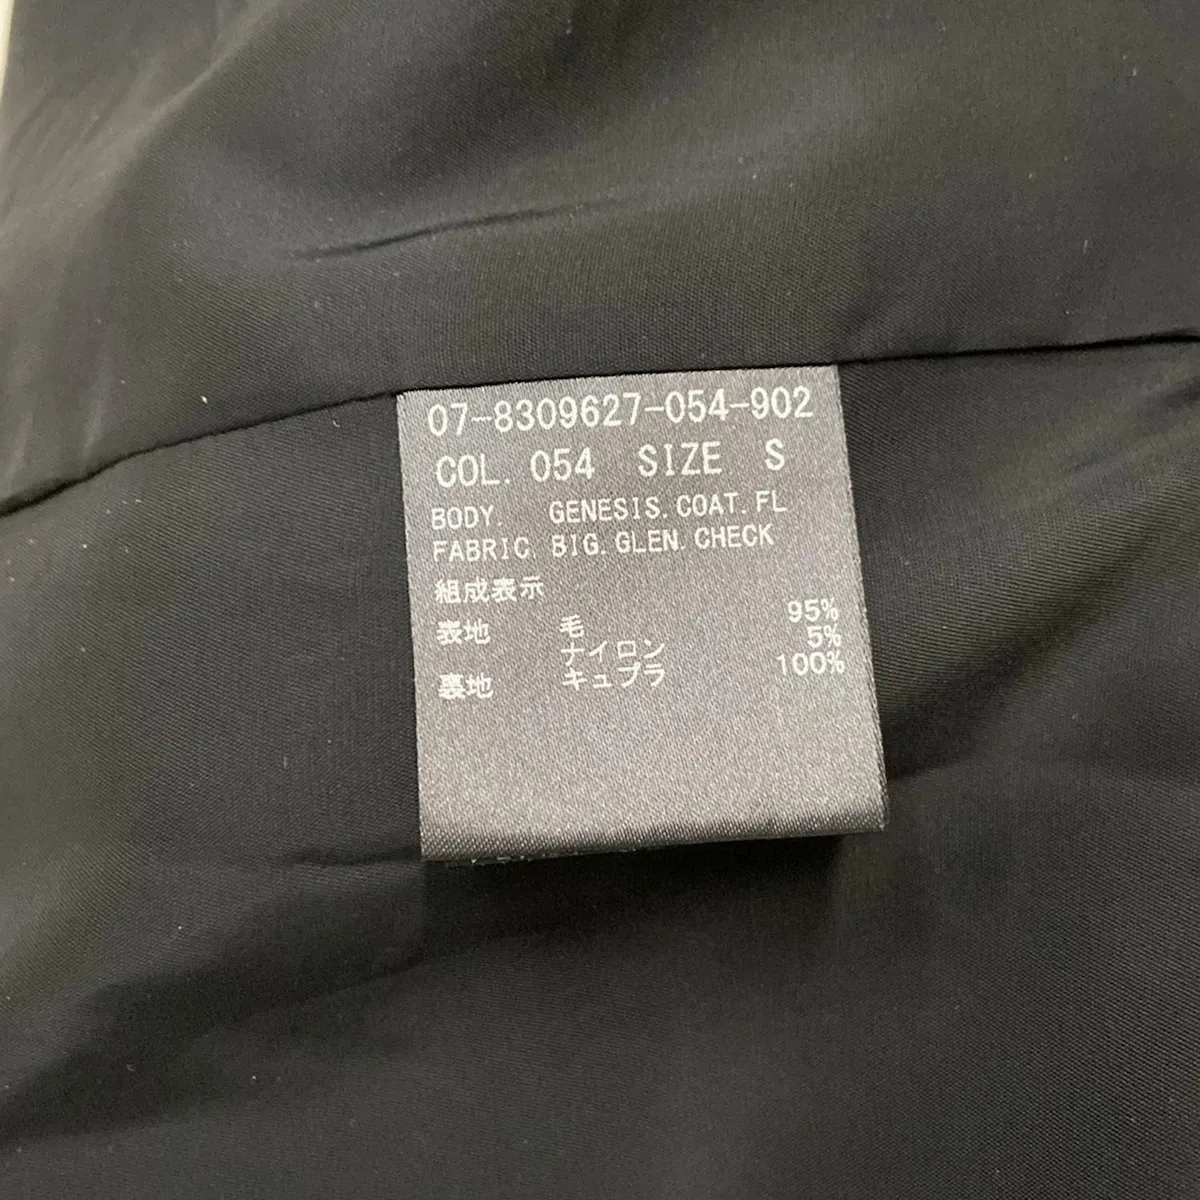 07-8309627-054-902
COL. 054 SIZE S
BODY. GENESIS.COAT.FL
FABRIC. BIG.GLEN.CHECK
組成表示
表地 毛 95%
ナイロン 5%
裏地 キュプラ 100%